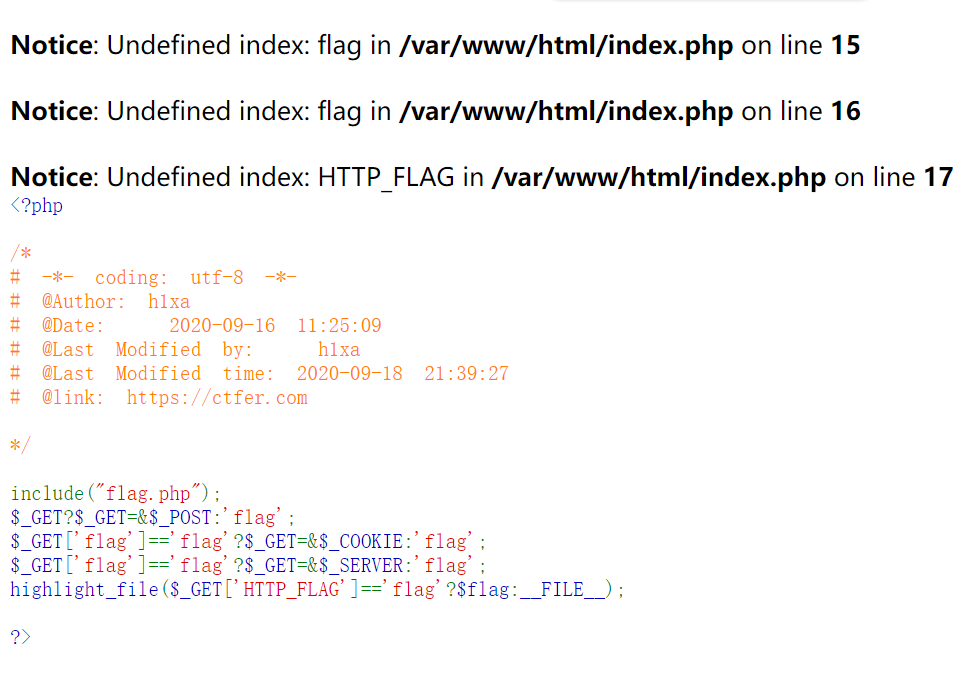 Notice: Undefined index: flag in /var/www/html/index.php on line 15
Notice: Undefined index: flag in /var/www/html/index.php on line 16
Notice: Undefined index: HTTP_FLAG in /var/www/html/index.php on line 17
<?php
/*
# -*- coding: utf-8 -*-
# @Author: h1xa
# @Date:   2020-09-16 11:25:09
# @Last Modified by:   h1xa
# @Last Modified time: 2020-09-18 21:39:27
# @link: https://ctfer.com
*/
include("flag.php");
$_GET?$_GET=&$_POST:'flag';
$_GET['flag']=='flag'?$_GET=&$_COOKIE:'flag';
$_GET['flag']=='flag'?$_GET=&$_SERVER:'flag';
highlight_file($_GET['HTTP_FLAG']=='flag'?$flag:__FILE__);
?>